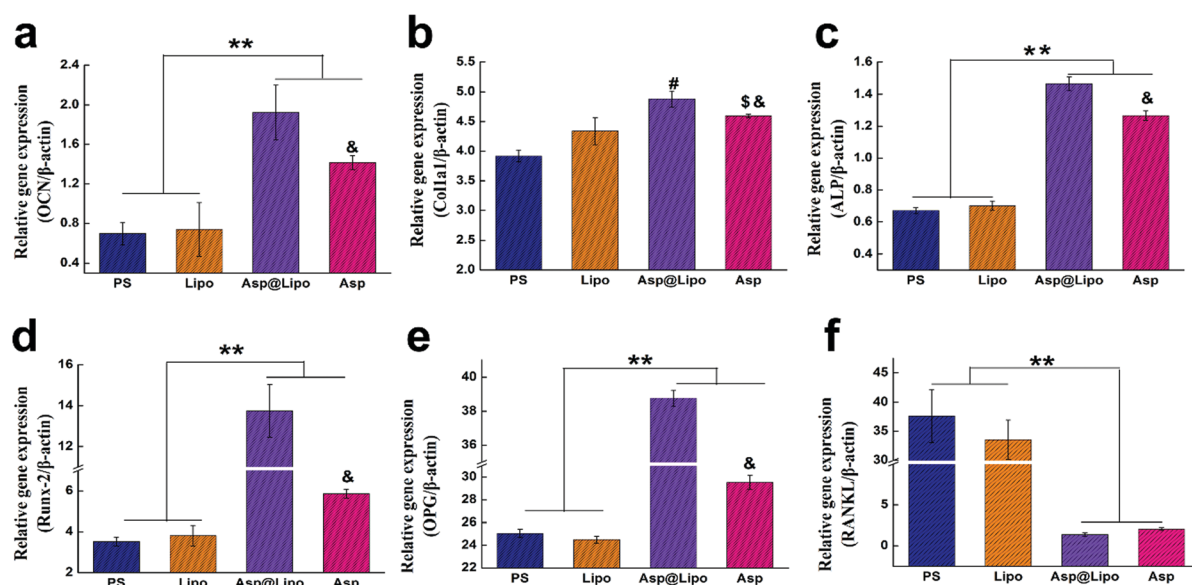 a
**
Relative gene expression
(OCN/β-actin)
2.4
2.0
1.6
1.2
0.8
0.4
&
PS Lipo Asp@Lipo Asp
b
Relative gene expression
(Col1a1/β-actin)
5.5
5.0
4.5
4.0
3.5
3.0
2.5
2.0
#
$ &
PS Lipo Asp@Lipo Asp
c
**
Relative gene expression
(ALP/β-actin)
1.6
1.4
1.2
1.0
0.8
0.6
0.4
&
PS Lipo Asp@Lipo Asp
d
**
Relative gene expression
(Runx-2/β-actin)
16
14
12
6
4
2
&
PS Lipo Asp@Lipo Asp
e
**
Relative gene expression
(OPG/β-actin)
40
38
36
30
28
26
24
22
&
PS Lipo Asp@Lipo Asp
f
**
Relative gene expression
(RANKL/β-actin)
45
40
35
30
5
0
PS Lipo Asp@Lipo Asp